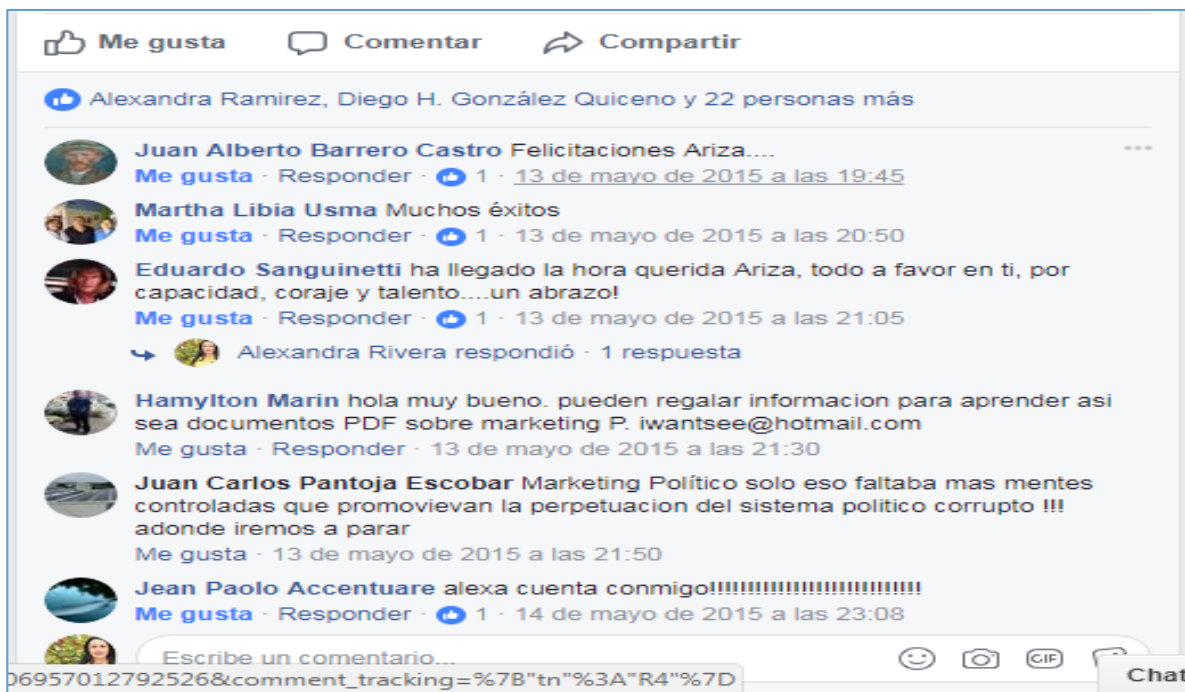 Me gusta Comentar Compartir
Alexandra Ramirez, Diego H. González Quiceno y 22 personas más
Juan Alberto Barrero Castro Felicitaciones Ariza....
Me gusta · Responder · 1 · 13 de mayo de 2015 a las 19:45
Martha Libia Usma Muchos éxitos
Me gusta · Responder · 1 · 13 de mayo de 2015 a las 20:50
Eduardo Sanguinetti ha llegado la hora querida Ariza, todo a favor en ti, por
capacidad, coraje y talento....un abrazo!
Me gusta · Responder · 1 · 13 de mayo de 2015 a las 21:05
Alexandra Rivera respondió · 1 respuesta
Hamylton Marin hola muy bueno. pueden regalar informacion para aprender asi
sea documentos PDF sobre marketing P. iwantsee@hotmail.com
Me gusta · Responder · 13 de mayo de 2015 a las 21:30
Juan Carlos Pantoja Escobar Marketing Político solo eso faltaba mas mentes
controladas que promovievan la perpetuacion del sistema politico corrupto !!!
adonde iremos a parar
Me gusta · 13 de mayo de 2015 a las 21:50
Jean Paolo Accentuare alexa cuenta conmigo!!!!!!!!!!!!!!!!!!!!!!!!!!!!
Me gusta · Responder · 1 · 14 de mayo de 2015 a las 23:08
Escribe un comentario...
GIF
0695701279252​6&comment_tracking=%7B"tn"%3A"R4"%7D
Chat